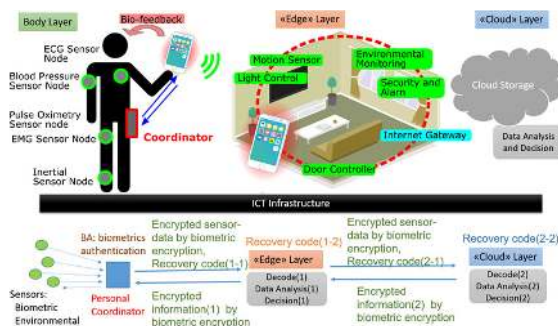 Body Layer
«Edge» Layer
«Cloud» Layer
Bio-feedback
ECG Sensor
Node
Blood Pressure
Sensor Node
Pulse Oximetry
Sensor node
EMG Sensor Node
Inertial
Sensor Node
Coordinator
Motion Sensor
Light Control
Environmental
Monitoring
Security and
Alarm
Internet Gateway
Door Controller
Cloud Storage
Data Analysis
and Decision
ICT Infrastructure
BA: biometrics
authentication
Sensors:
Biometric
Environmental
Personal
Coordinator
Encrypted sensor-
data by biometric
encryption,
Recovery code(1-1)
Encrypted
information(1) by
biometric encryption
Recovery code(1-2)
«Edge» Layer
Decode(1)
Data Analysis(1)
Decision(1)
Encrypted sensor-
data by biometric
encryption,
Recovery code(2-1)
Encrypted
information(2) by
biometric encryption
Recovery code(2-2)
«Cloud» Layer
Decode(2)
Data Analysis(2)
Decision(2)